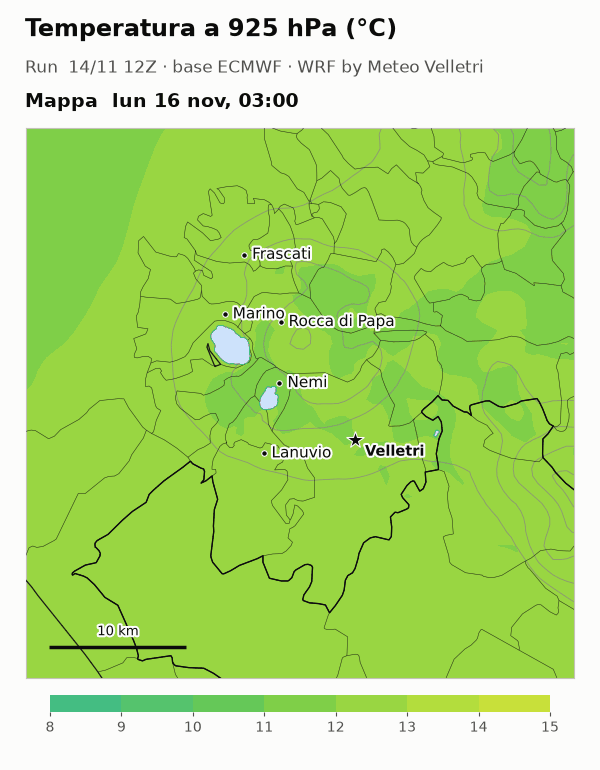 Temperatura a 925 hPa (°C)
Run  14/11 12Z · base ECMWF · WRF by Meteo Velletri
Mappa  lun 16 nov, 03:00
Frascati
Marino
Rocca di Papa
Nemi
Velletri
Lanuvio
10 km
8 9 10 11 12 13 14 15